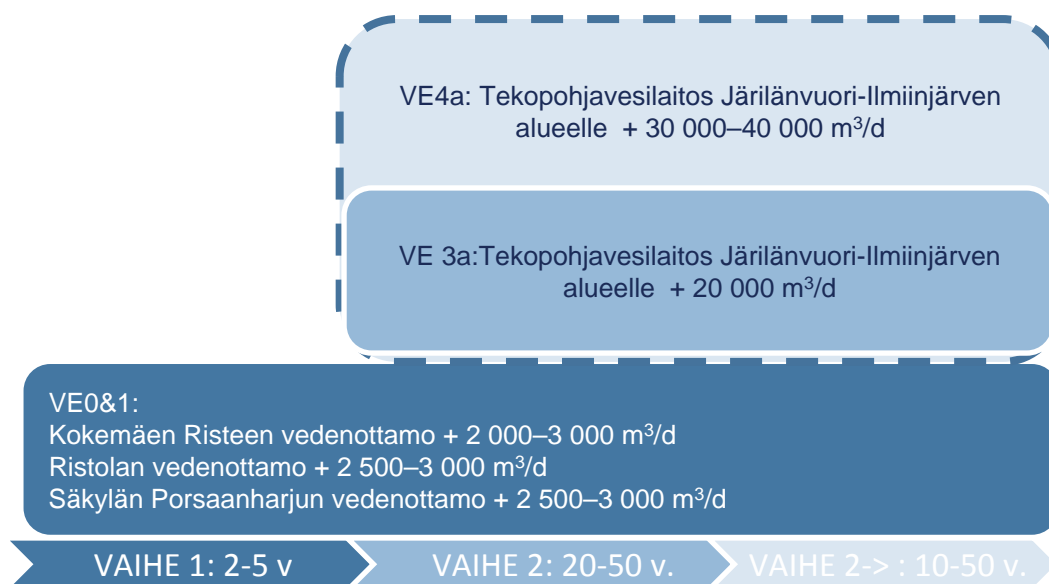 VE4a: Tekopohjavesilaitos Järilänvuori-Ilmiinjärven
alueelle + 30 000–40 000 m³/d
VE 3a:Tekopohjavesilaitos Järilänvuori-Ilmiinjärven
alueelle + 20 000 m³/d
VE0&1:
Kokemäen Risteen vedenottamo + 2 000–3 000 m³/d
Ristolan vedenottamo + 2 500–3 000 m³/d
Säkylän Porsaanharjun vedenottamo + 2 500–3 000 m³/d
VAIHE 1: 2-5 v
VAIHE 2: 20-50 v.
VAIHE 2-> : 10-50 v.